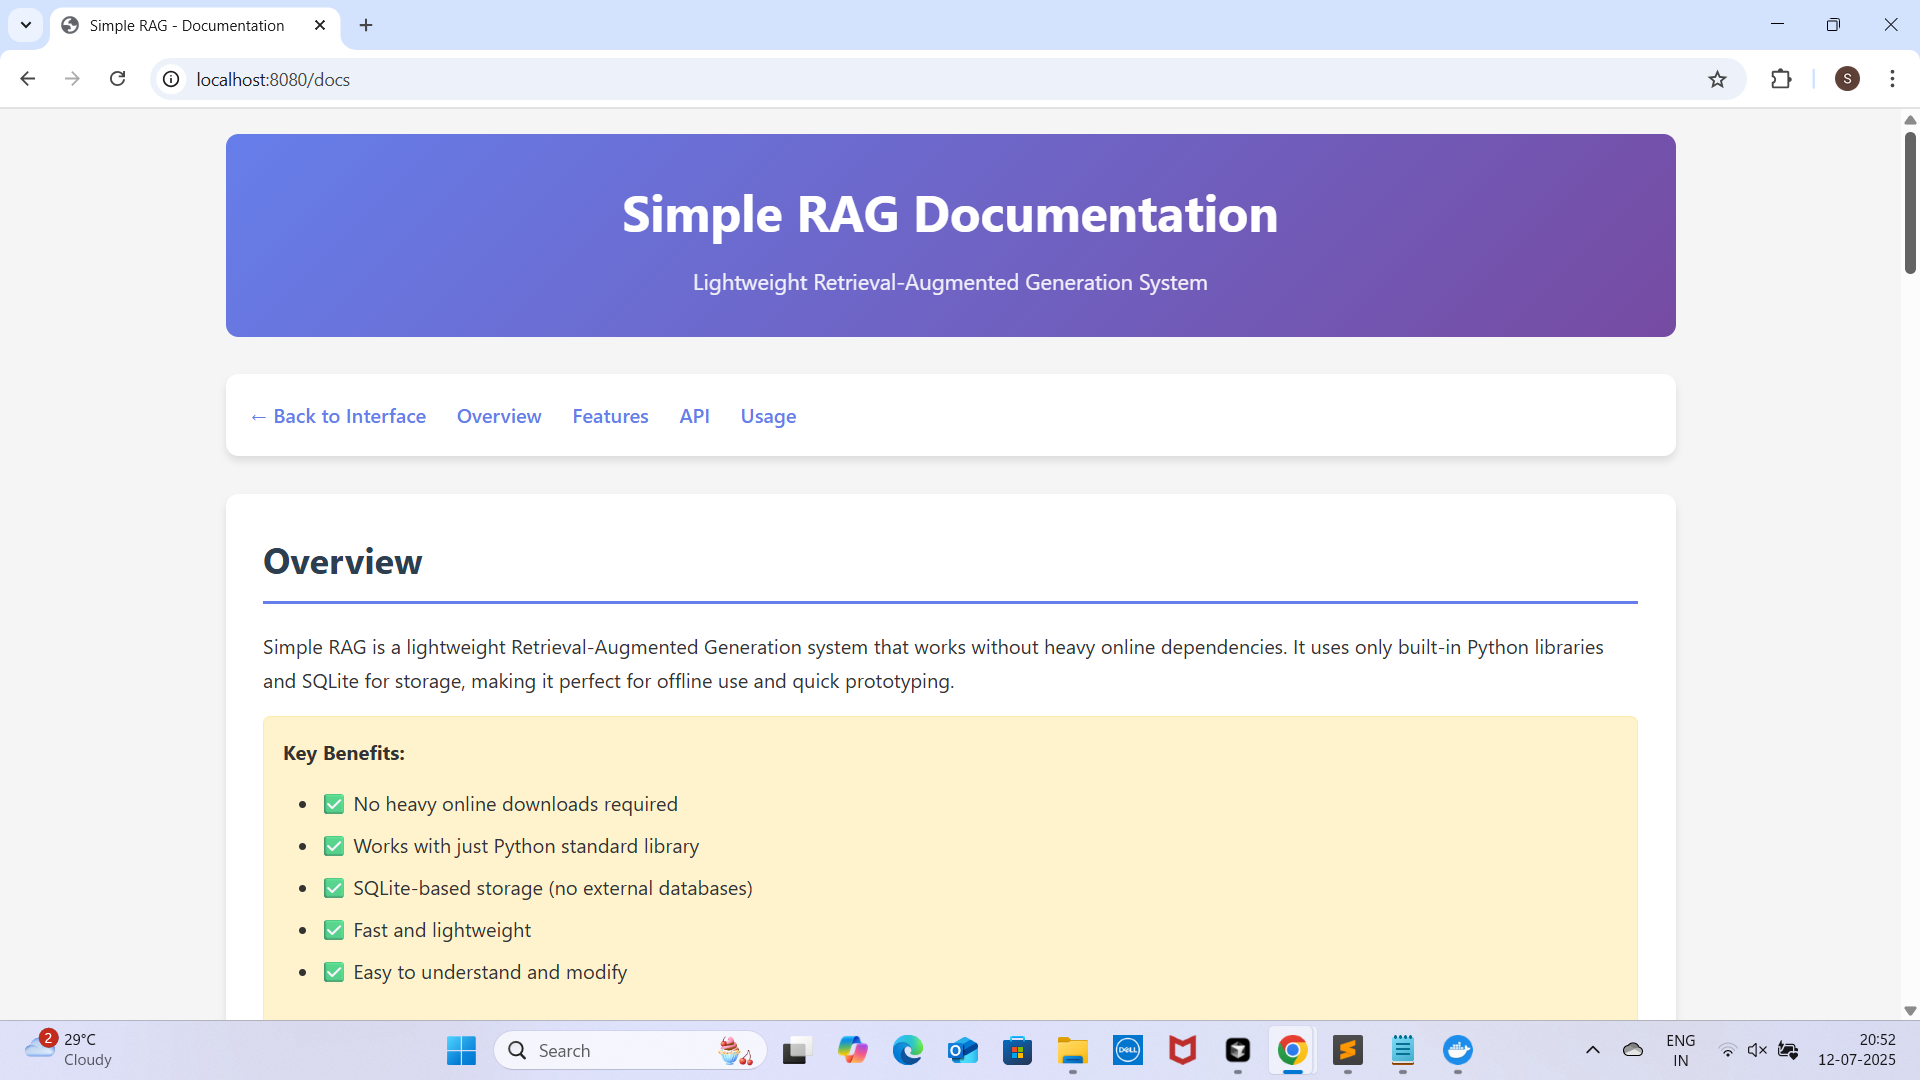 Simple RAG - Documentation
localhost:8080/docs
S
Simple RAG Documentation
Lightweight Retrieval-Augmented Generation System
← Back to Interface Overview Features API Usage
Overview
Simple RAG is a lightweight Retrieval-Augmented Generation system that works without heavy online dependencies. It uses only built-in Python libraries
and SQLite for storage, making it perfect for offline use and quick prototyping.
Key Benefits:
• ✅ No heavy online downloads required
• ✅ Works with just Python standard library
• ✅ SQLite-based storage (no external databases)
• ✅ Fast and lightweight
• ✅ Easy to understand and modify
2
29°C
Cloudy
Search
DELL
ENG
IN
20:52
12-07-2025